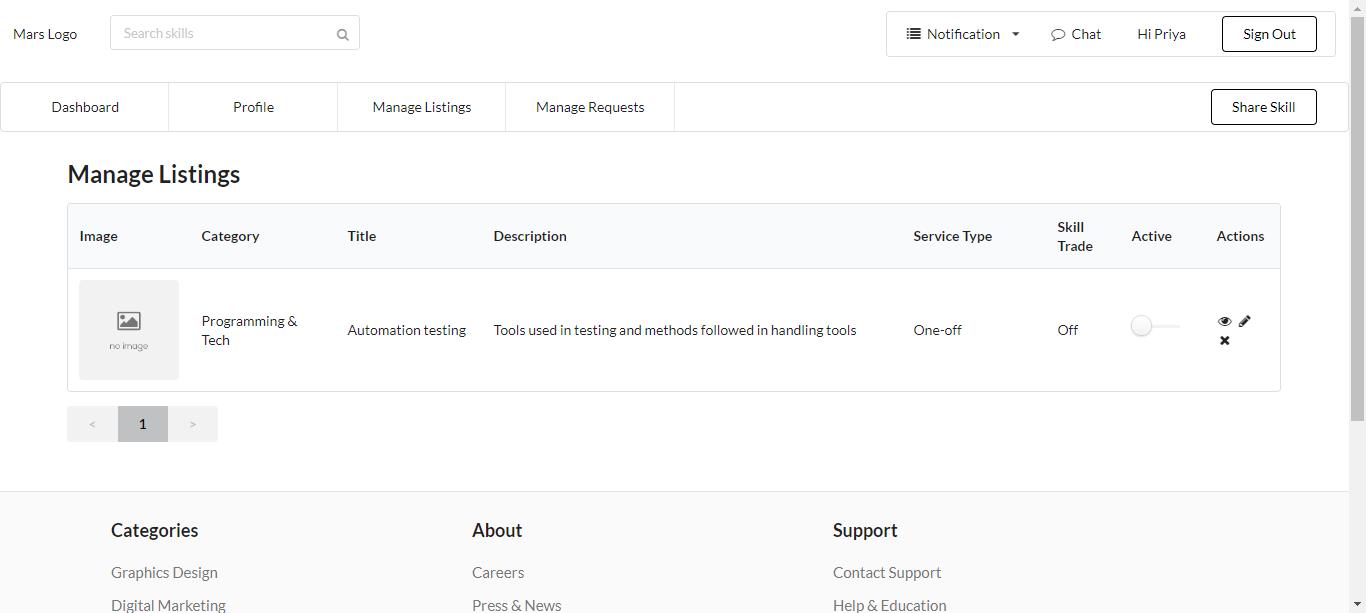 Mars Logo
Search skills
Notification
Chat
Hi Priya
Sign Out
Dashboard
Profile
Manage Listings
Manage Requests
Share Skill
Manage Listings
Image
Category
Title
Description
Service Type
Skill
Trade
Active
Actions
no image
Programming &
Tech
Automation testing
Tools used in testing and methods followed in handling tools
One-off
Off
<
1
>
Categories
About
Support
Graphics Design
Careers
Contact Support
Digital Marketing
Press & News
Help & Education